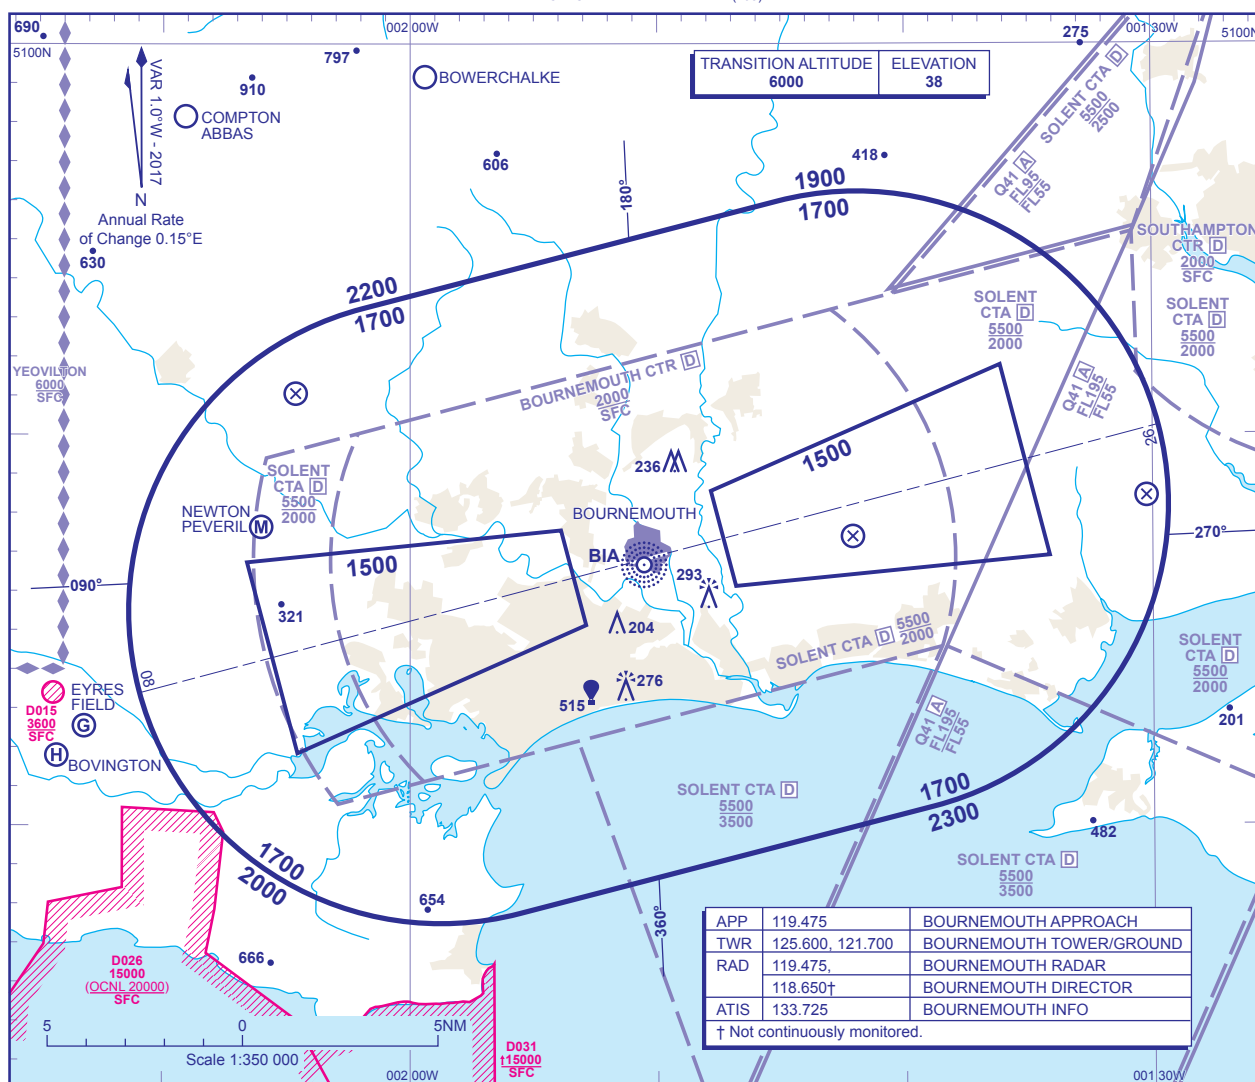 690
5100N
002 00W
001 30W
5100N
797
910
275
VAR 1.0°W - 2017
COMPTON
ABBAS
BOWERCHALKE
TRANSITION ALTITUDE
6000
ELEVATION
38
SOLENT CTA D
5500
2500
606
418
Q41 A
FL95
FL55
N
Annual Rate
of Change 0.15°E
630
180°
1900
1700
SOUTHAMPTON
CTR D
2000
SFC
2200
1700
SOLENT
CTA D
5500
2000
SOLENT
CTA D
5500
2000
YEOVILTON
6000
SFC
BOURNEMOUTH CTR D
2000
SFC
Q41 A
FL195
FL55
26
1500
236
SOLENT
CTA D
5500
2000
NEWTON
PEVERIL
M
BOURNEMOUTH
BIA
270°
1500
090°
293
321
204
SOLENT CTA D 5500
2000
SOLENT
CTA D
5500
2000
08
276
515
EYRES
FIELD
D015
3600
SFC
G
H
BOVINGTON
201
Q41 A
FL195
FL55
SOLENT CTA D
5500
3500
1700
2300
482
1700
2000
SOLENT CTA D
5500
3500
654
360°
666
D026
15000
(OCNL 20000)
SFC
APP 119.475 BOURNEMOUTH APPROACH
TWR 125.600, 121.700 BOURNEMOUTH TOWER/GROUND
RAD 119.475, BOURNEMOUTH RADAR
118.650† BOURNEMOUTH DIRECTOR
ATIS 133.725 BOURNEMOUTH INFO
† Not continuously monitored.
5 0 5NM
Scale 1:350 000
D031
†15000
SFC
002 00W
001 30W